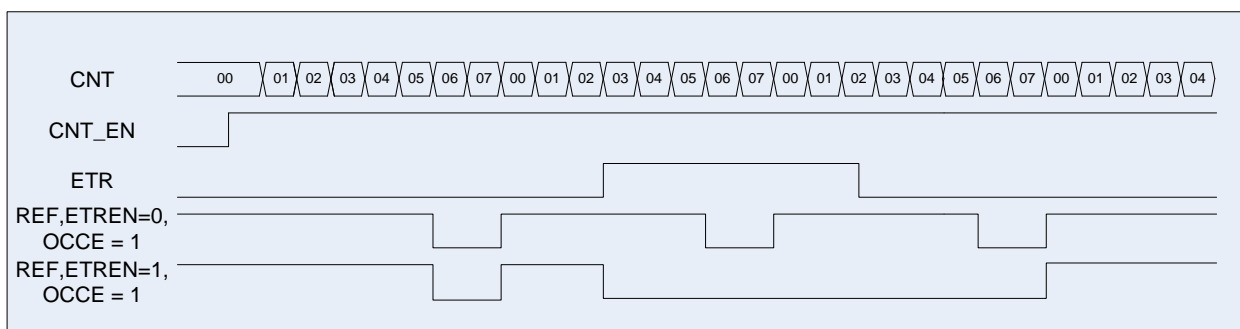 CNT 00 01 02 03 04 05 06 07 00 01 02 03 04 05 06 07 00 01 02 03 04 05 06 07 00 01 02 03 04
CNT_EN
ETR
REF,ETREN=0,
OCCE = 1
REF,ETREN=1,
OCCE = 1